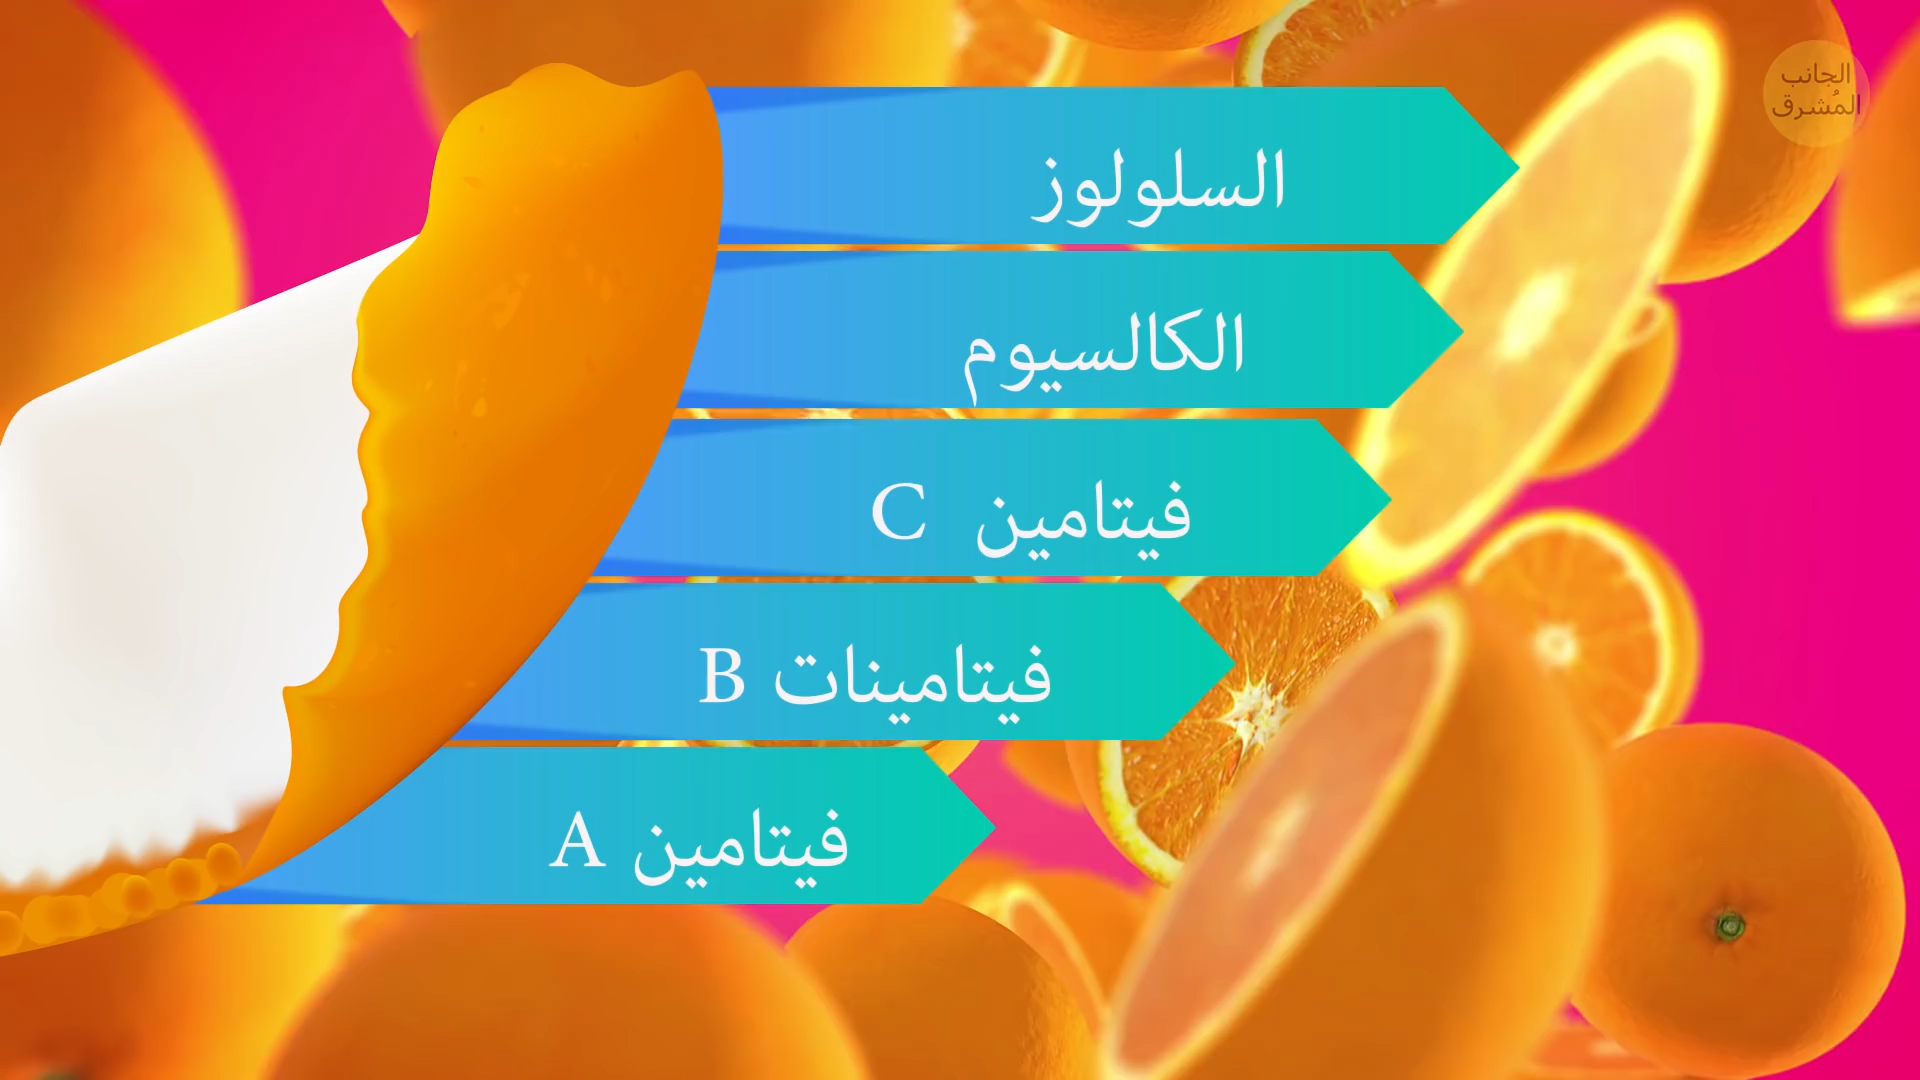 الجانب
المُشرق
السلولوز
الكالسيوم
فيتامين C
فيتامينات B
فيتامين A